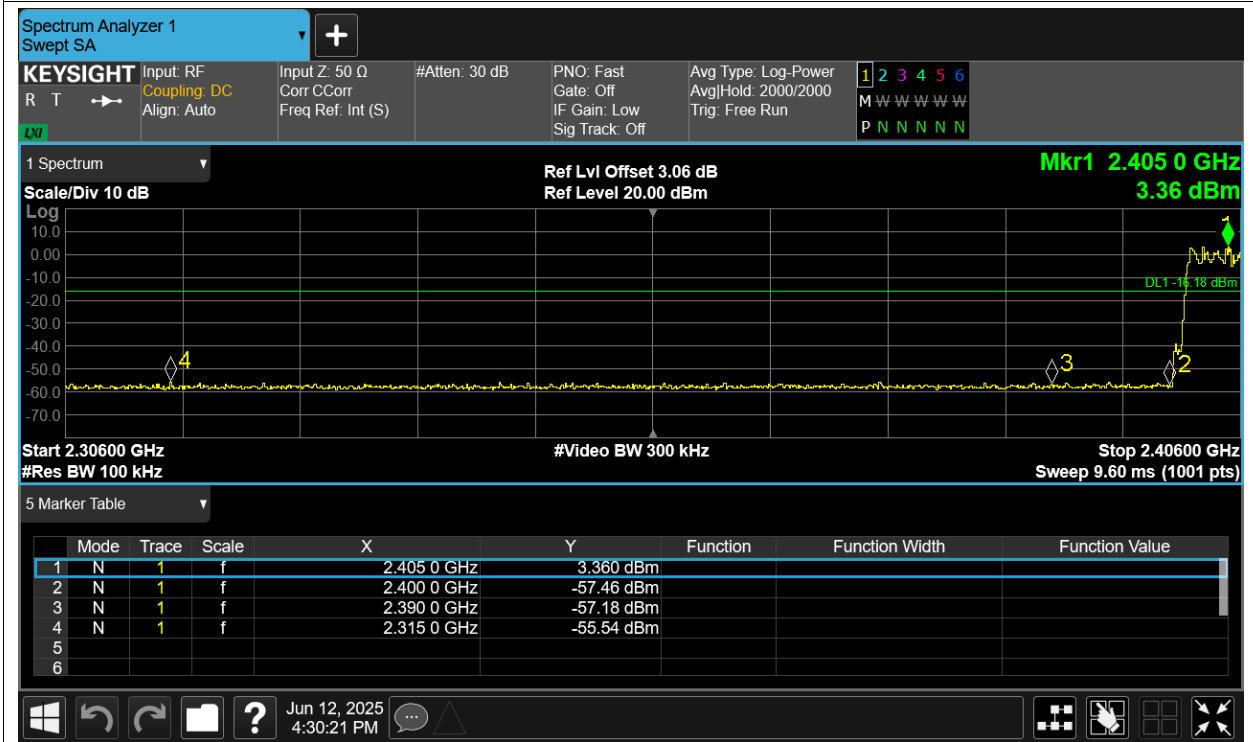 Spectrum Analyzer 1
Swept SA
KEYSIGHT Input: RF Input Z: 50 Ω #Atten: 30 dB PNO: Fast Avg Type: Log-Power 1 2 3 4 5 6
R T Coupling: DC Corr CCorr Gate: Off Avg|Hold: 2000/2000 M W W W W W
Align: Auto Freq Ref: Int (S) IF Gain: Low Trig: Free Run
LXI Sig Track: Off P N N N N N
1 Spectrum Ref Lvl Offset 3.06 dB Mkr1 2.405 0 GHz
Scale/Div 10 dB Ref Level 20.00 dBm 3.36 dBm
Log
10.0
0.00
-10.0
DL1 -16.18 dBm
-20.0
-30.0
-40.0
4 3 2
-50.0
-60.0
-70.0
Start 2.30600 GHz #Video BW 300 kHz Stop 2.40600 GHz
#Res BW 100 kHz Sweep 9.60 ms (1001 pts)
5 Marker Table
Mode Trace Scale X Y Function Function Width Function Value
1 N 1 f 2.405 0 GHz 3.360 dBm
2 N 1 f 2.400 0 GHz -57.46 dBm
3 N 1 f 2.390 0 GHz -57.18 dBm
4 N 1 f 2.315 0 GHz -55.54 dBm
5
6
? Jun 12, 2025
4:30:21 PM